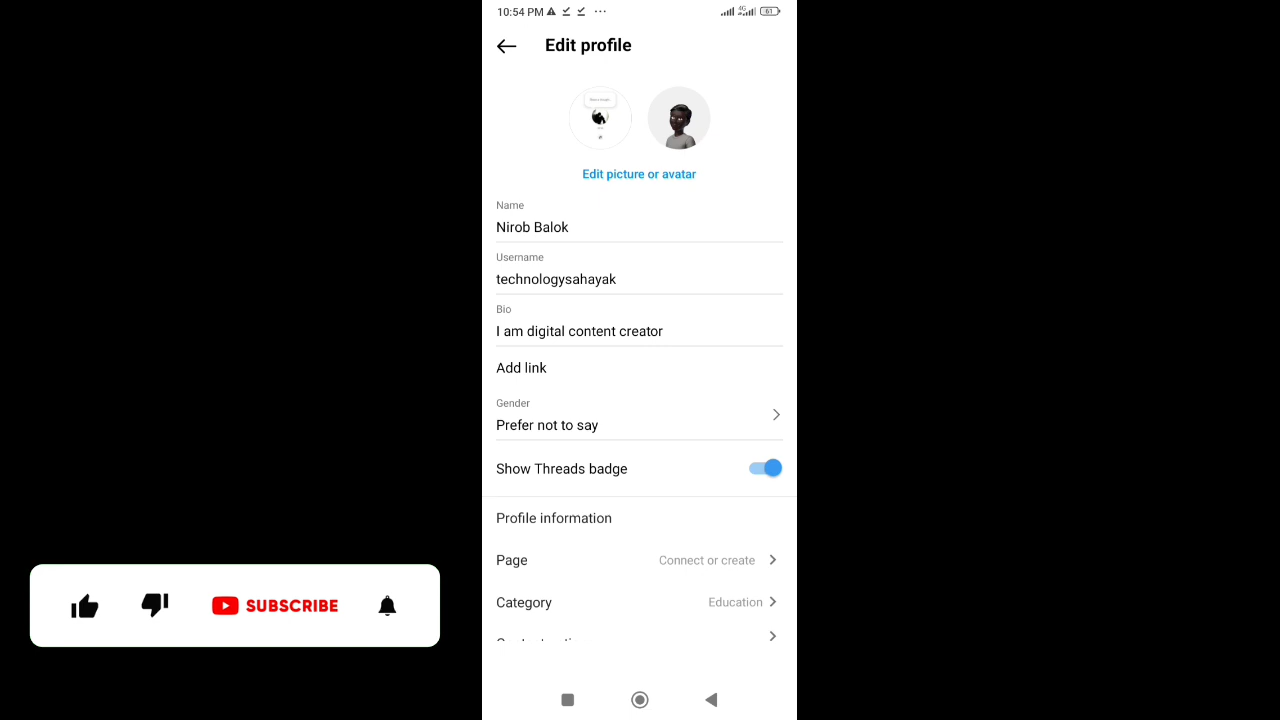 10:54 PM
4G
61
Edit profile
Edit picture or avatar
Name
Nirob Balok
Username
technologysahayak
Bio
I am digital content creator
Add link
Gender
Prefer not to say
Show Threads badge
Profile information
Page Connect or create
Category Education
SUBSCRIBE